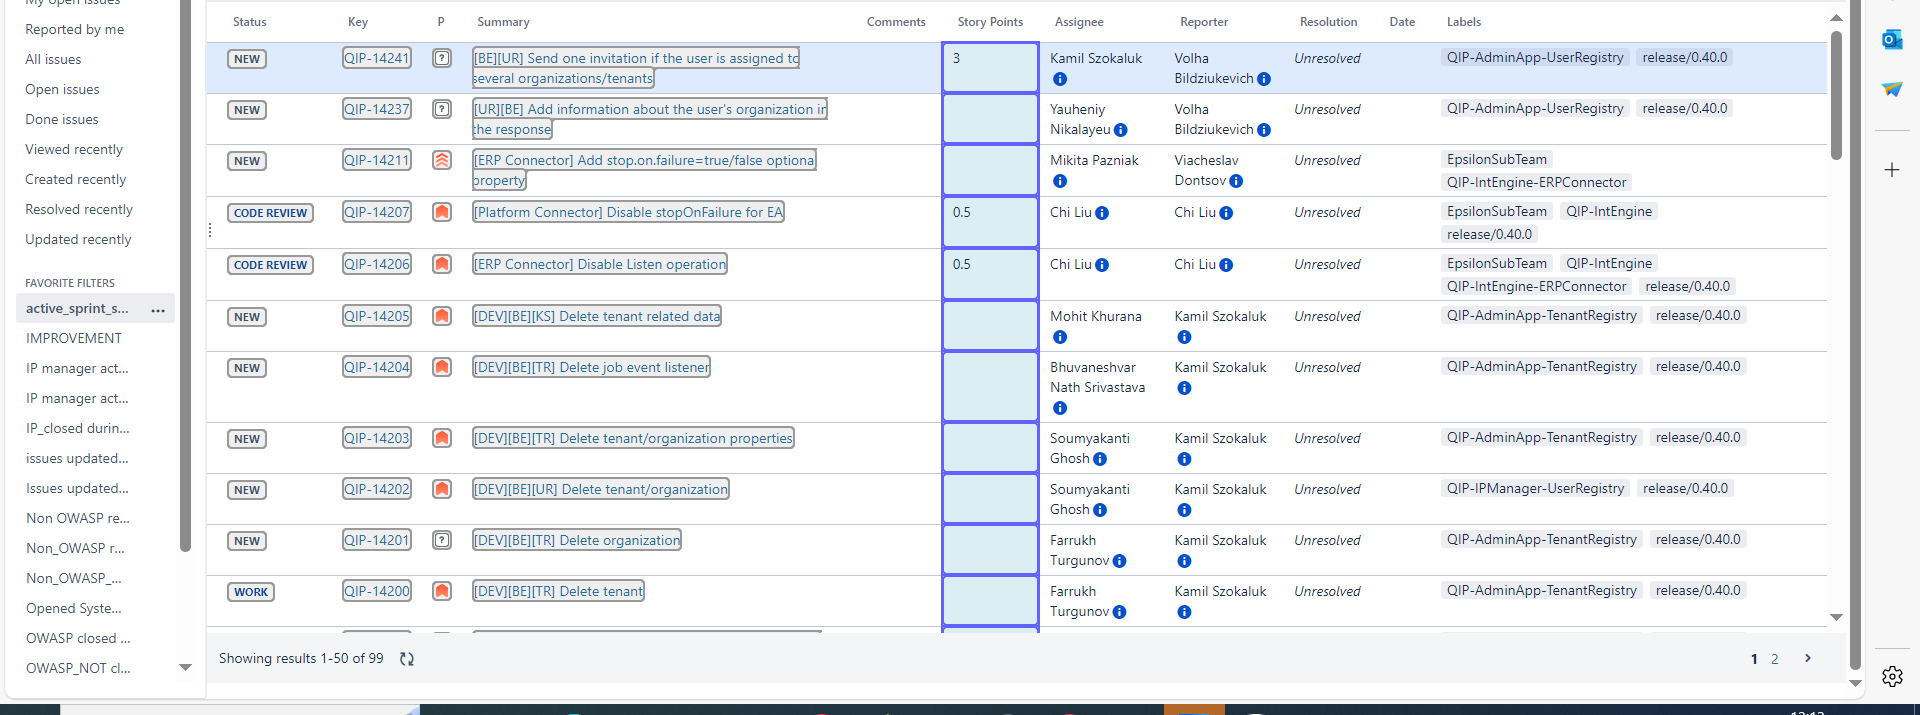 My open issues
Reported by me
All issues
Open issues
Done issues
Viewed recently
Created recently
Resolved recently
Updated recently
FAVORITE FILTERS
active_sprint_s...
IMPROVEMENT
IP manager act...
IP manager act...
IP_closed durin...
issues updated...
Issues updated...
Non OWASP re...
Non_OWASP r...
Non_OWASP_...
Opened Syste...
OWASP closed ...
OWASP_NOT cl...
Status Key P Summary Comments Story Points Assignee Reporter Resolution Date Labels
NEW QIP-14241 [BE][UR] Send one invitation if the user is assigned to 3 Kamil Szokaluk Volha Unresolved QIP-AdminApp-UserRegistry release/0.40.0
several organizations/tenants Bildziukevich
NEW QIP-14237 [UR][BE] Add information about the user's organization in Yauheniy Volha Unresolved QIP-AdminApp-UserRegistry release/0.40.0
the response Nikalayeu Bildziukevich
NEW QIP-14211 [ERP Connector] Add stop.on.failure=true/false optiona Mikita Pazniak Viacheslav Unresolved EpsilonSubTeam
property Dontsov QIP-IntEngine-ERPConnector
CODE REVIEW QIP-14207 [Platform Connector] Disable stopOnFailure for EA 0.5 Chi Liu Chi Liu Unresolved EpsilonSubTeam QIP-IntEngine
release/0.40.0
CODE REVIEW QIP-14206 [ERP Connector] Disable Listen operation 0.5 Chi Liu Chi Liu Unresolved EpsilonSubTeam QIP-IntEngine
QIP-IntEngine-ERPConnector release/0.40.0
NEW QIP-14205 [DEV][BE][KS] Delete tenant related data Mohit Khurana Kamil Szokaluk Unresolved QIP-AdminApp-TenantRegistry release/0.40.0
NEW QIP-14204 [DEV][BE][TR] Delete job event listener Bhuvaneshvar Kamil Szokaluk Unresolved QIP-AdminApp-TenantRegistry release/0.40.0
Nath Srivastava
NEW QIP-14203 [DEV][BE][TR] Delete tenant/organization properties Soumyakanti Kamil Szokaluk Unresolved QIP-AdminApp-TenantRegistry release/0.40.0
Ghosh
NEW QIP-14202 [DEV][BE][UR] Delete tenant/organization Soumyakanti Kamil Szokaluk Unresolved QIP-IPManager-UserRegistry release/0.40.0
Ghosh
NEW QIP-14201 [DEV][BE][TR] Delete organization Farrukh Kamil Szokaluk Unresolved QIP-AdminApp-TenantRegistry release/0.40.0
Turgunov
WORK QIP-14200 [DEV][BE][TR] Delete tenant Farrukh Kamil Szokaluk Unresolved QIP-AdminApp-TenantRegistry release/0.40.0
Turgunov
Showing results 1-50 of 99 1 2